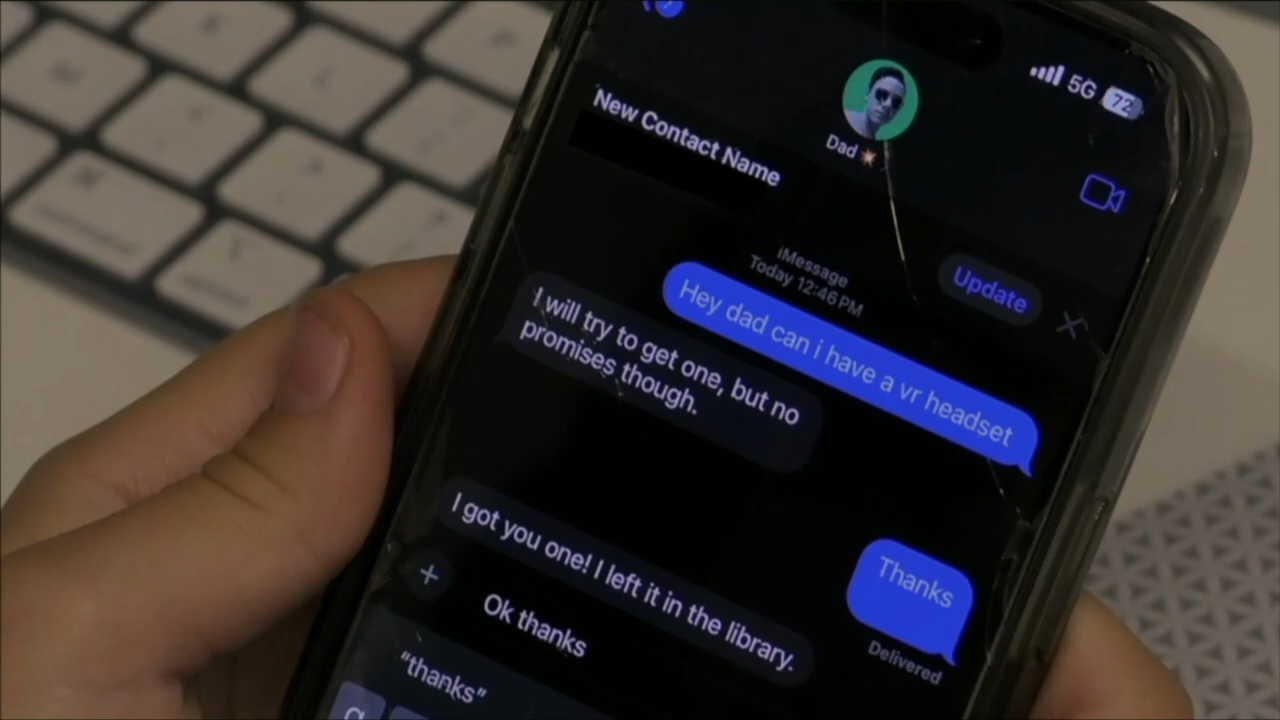 5G 72
Dad 💥
New Contact Name
Update
iMessage
Today 12:46 PM
Hey dad can i have a vr headset
I will try to get one, but no
promises though.
Thanks
Delivered
I got you one! I left it in the library.
Ok thanks
“thanks”